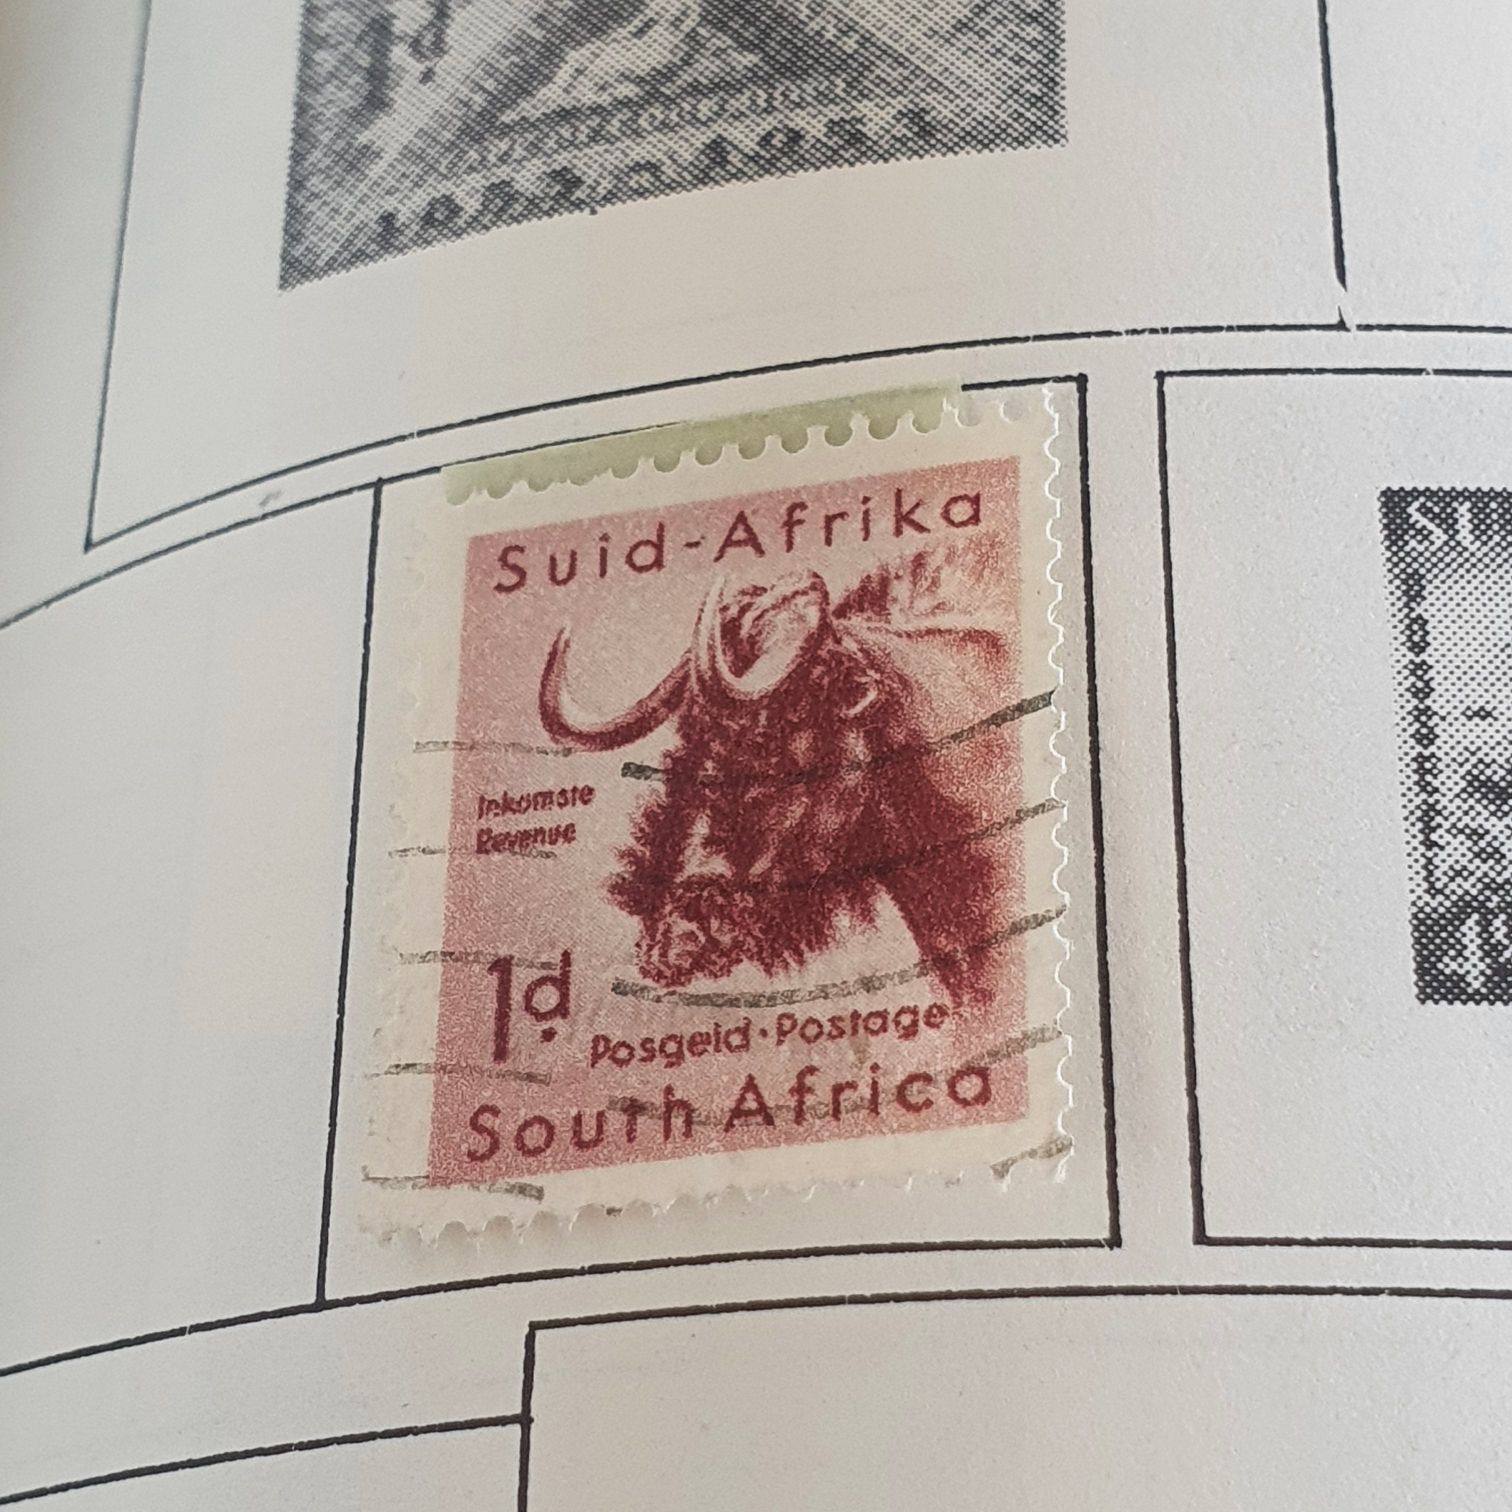 Suid-Afrika
Inkomste
Revenue
1d
Posgeld·Postage
South Africa